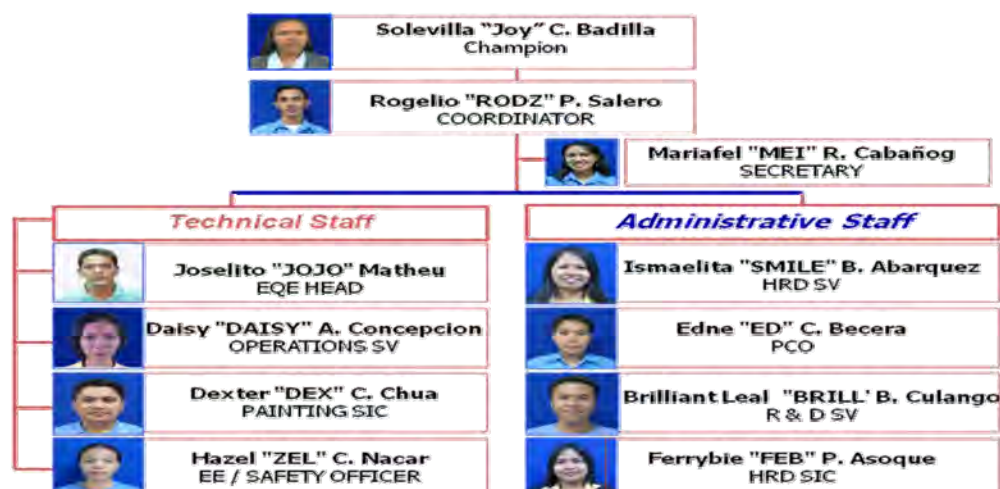 Solevilla "Joy" C. Badilla
Champion
Rogelio "RODZ" P. Salero
COORDINATOR
Mariafel "MEI" R. Cabañog
SECRETARY
Technical Staff
Joselito "JOJO" Matheu
EQE HEAD
Daisy "DAISY" A. Concepcion
OPERATIONS SV
Dexter "DEX" C. Chua
PAINTING SIC
Hazel "ZEL" C. Nacar
EE / SAFETY OFFICER
Administrative Staff
Ismaelita "SMILE" B. Abarquez
HRD SV
Edne "ED" C. Becera
PCO
Brilliant Leal "BRILL' B. Culango
R & D SV
Ferrybie "FEB" P. Asoque
HRD SIC